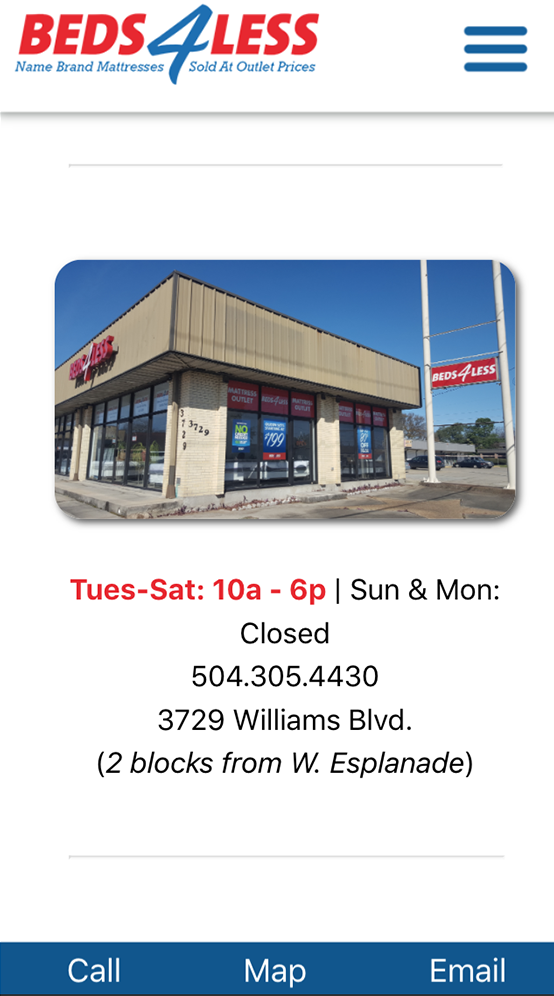 BEDS4LESS
Name Brand Mattresses Sold At Outlet Prices
BEDS4LESS
BEDS4LESS
MATTRESS OUTLET
BEDS4LESS
MATTRESS OUTLET
NO
$199
3729
3729
Tues-Sat: 10a - 6p | Sun & Mon:
Closed
504.305.4430
3729 Williams Blvd.
(2 blocks from W. Esplanade)
Call Map Email